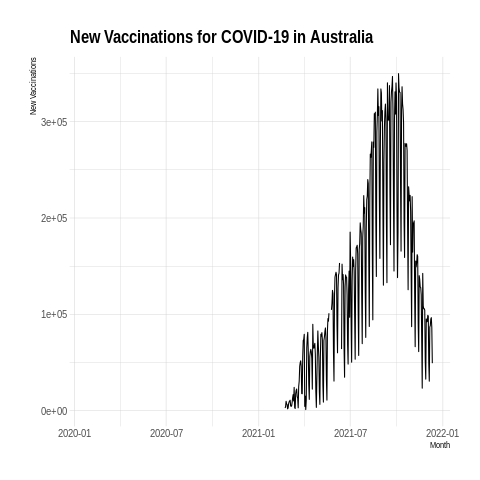 New Vaccinations for COVID-19 in Australia
New Vaccinations
3e+05
2e+05
1e+05
0e+00
2020-01 2020-07 2021-01 2021-07 2022-01
Month